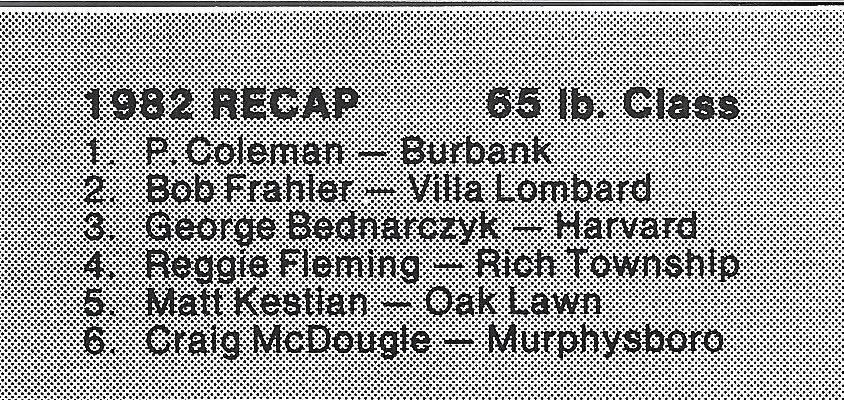 1982 RECAP 65 lb. Class
1. P. Coleman — Burbank
2. Bob Frahler — Villa Lombard
3. George Bednarczyk — Harvard
4. Reggie Fleming — Rich Township
5. Matt Kestian — Oak Lawn
6. Craig McDougle — Murphysboro